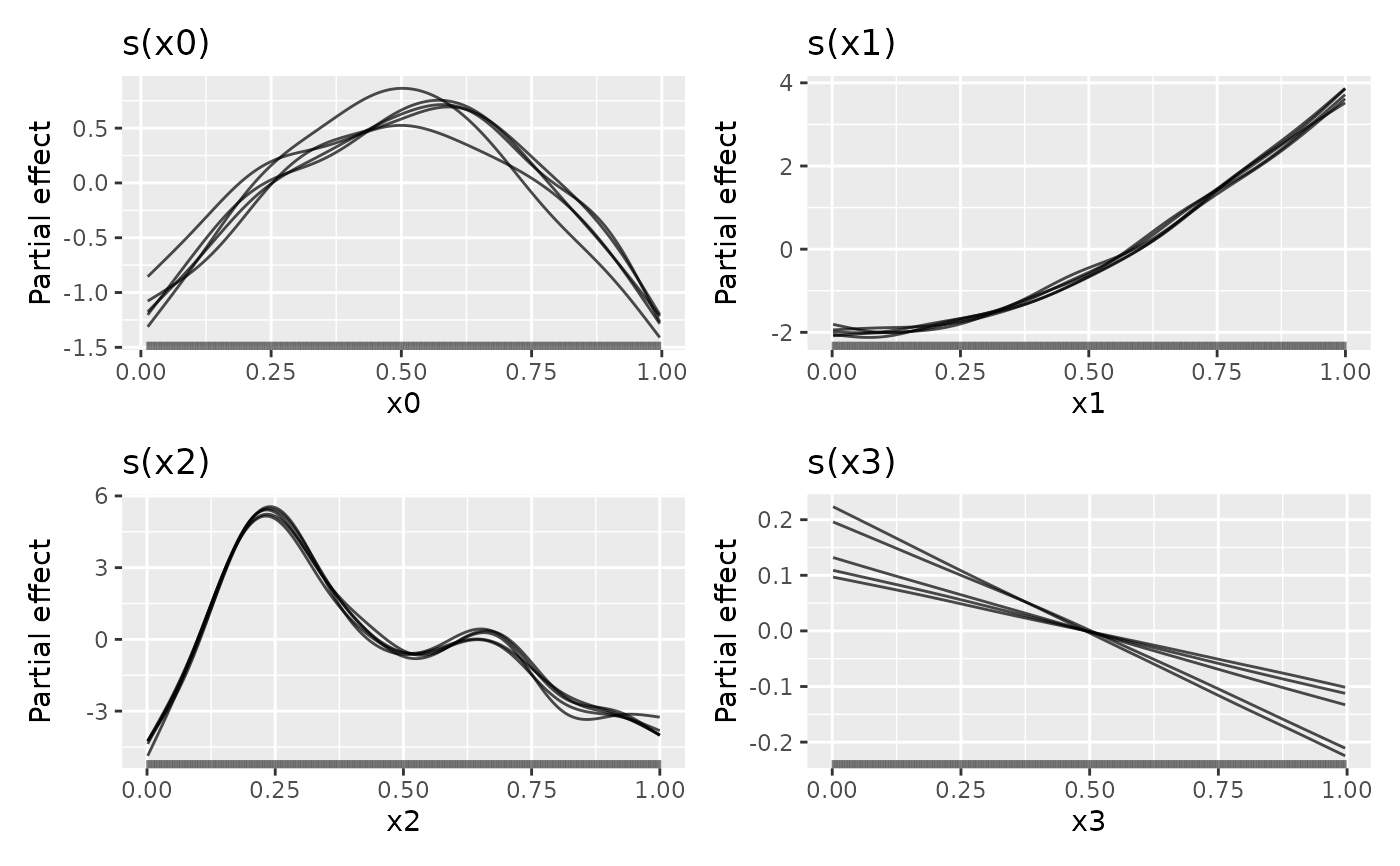 s(x0)
Partial effect
0.5
0.0
-0.5
-1.0
-1.5
0.00 0.25 0.50 0.75 1.00
x0
s(x1)
Partial effect
4
2
0
-2
0.00 0.25 0.50 0.75 1.00
x1
s(x2)
Partial effect
6
3
0
-3
0.00 0.25 0.50 0.75 1.00
x2
s(x3)
Partial effect
0.2
0.1
0.0
-0.1
-0.2
0.00 0.25 0.50 0.75 1.00
x3